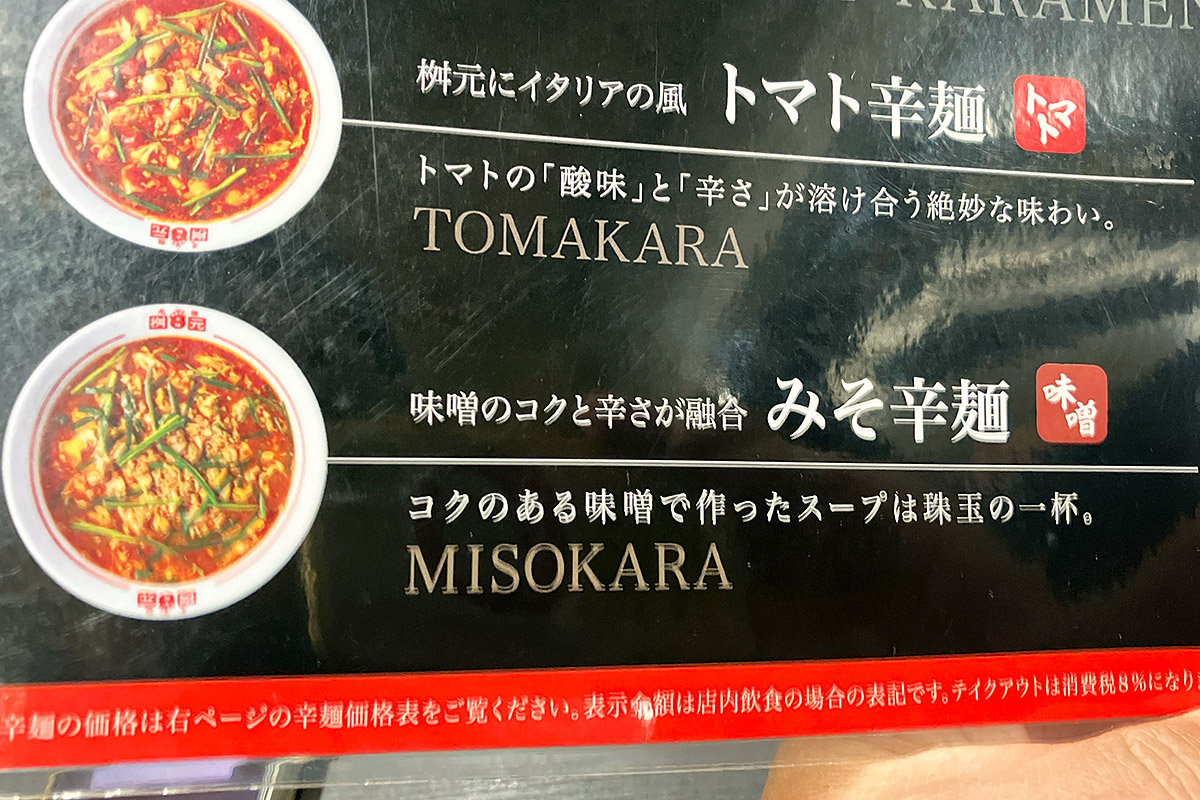 KARAMEN
桝元にイタリアの風 トマト辛麺 トマト
トマトの「酸味」と「辛さ」が溶け合う絶妙な味わい。
TOMAKARA
桝元
桝元
味噌のコクと辛さが融合 みそ辛麺 味噌
コクのある味噌で作ったスープは珠玉の一杯。
MISOKARA
辛麺の価格は右ページの辛麺価格表をご覧ください。表示金額は店内飲食の場合の表記です。テイクアウトは消費税8%になり